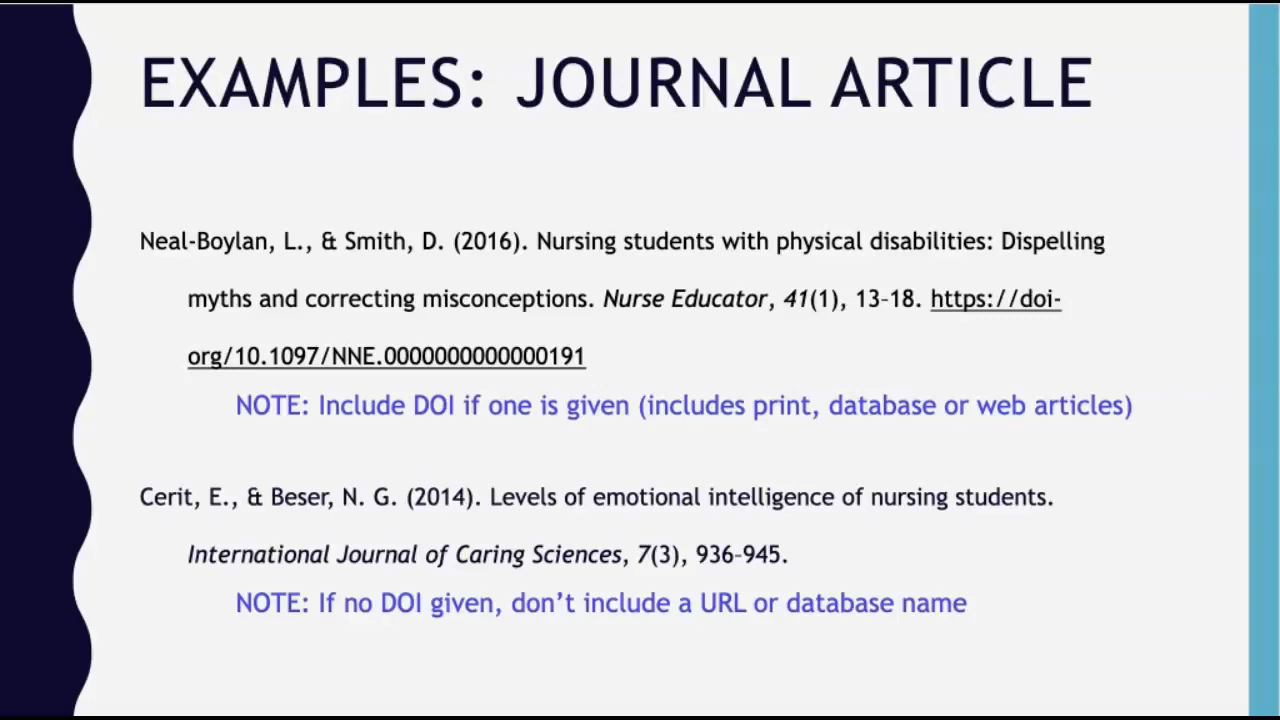 EXAMPLES: JOURNAL ARTICLE
Neal-Boylan, L., & Smith, D. (2016). Nursing students with physical disabilities: Dispelling
myths and correcting misconceptions. Nurse Educator, 41(1), 13–18. https://doi-
org/10.1097/NNE.0000000000000191
NOTE: Include DOI if one is given (includes print, database or web articles)
Cerit, E., & Beser, N. G. (2014). Levels of emotional intelligence of nursing students.
International Journal of Caring Sciences, 7(3), 936–945.
NOTE: If no DOI given, don’t include a URL or database name